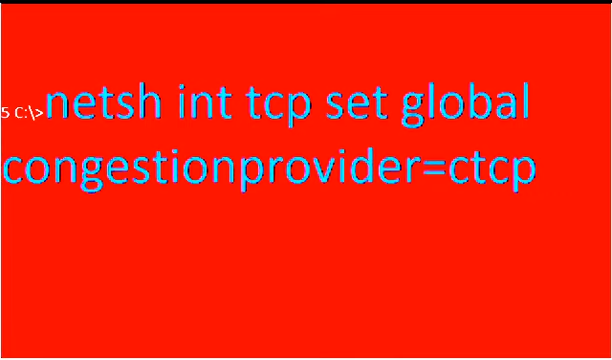 5 C:\>netsh int tcp set global
congestionprovider=ctcp